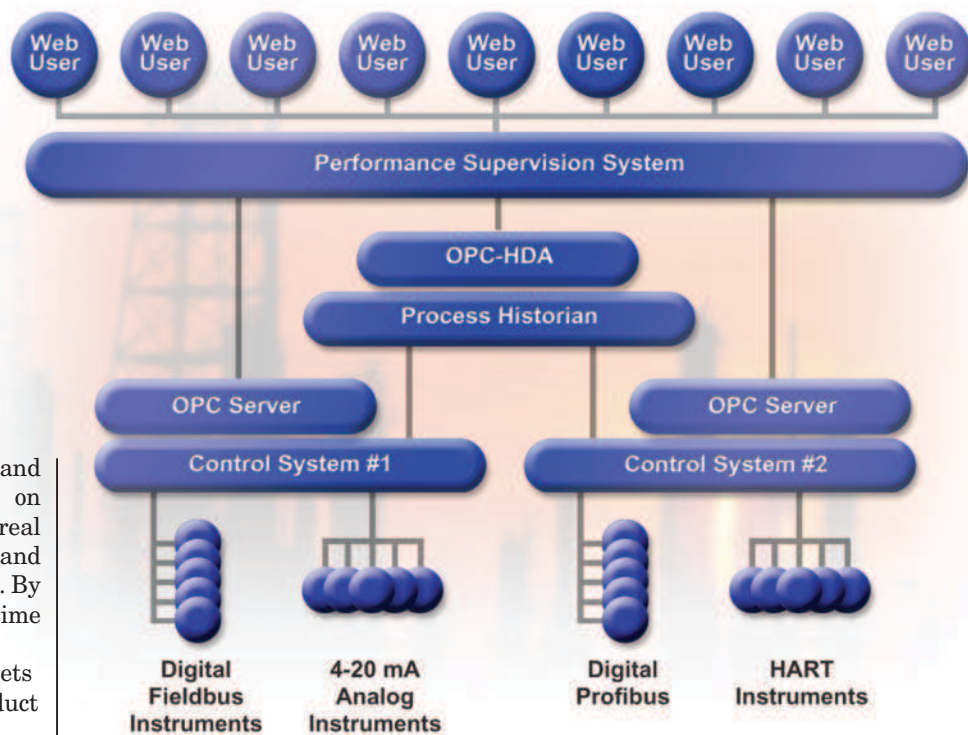 Web User Web User Web User Web User Web User Web User Web User Web User Web User
Performance Supervision System
OPC-HDA
Process Historian
OPC Server
OPC Server
Control System #1
Control System #2
Digital Fieldbus Instruments
4-20 mA Analog Instruments
Digital Profibus
HART Instruments
and
on
real
and
. By
time
ets
duct